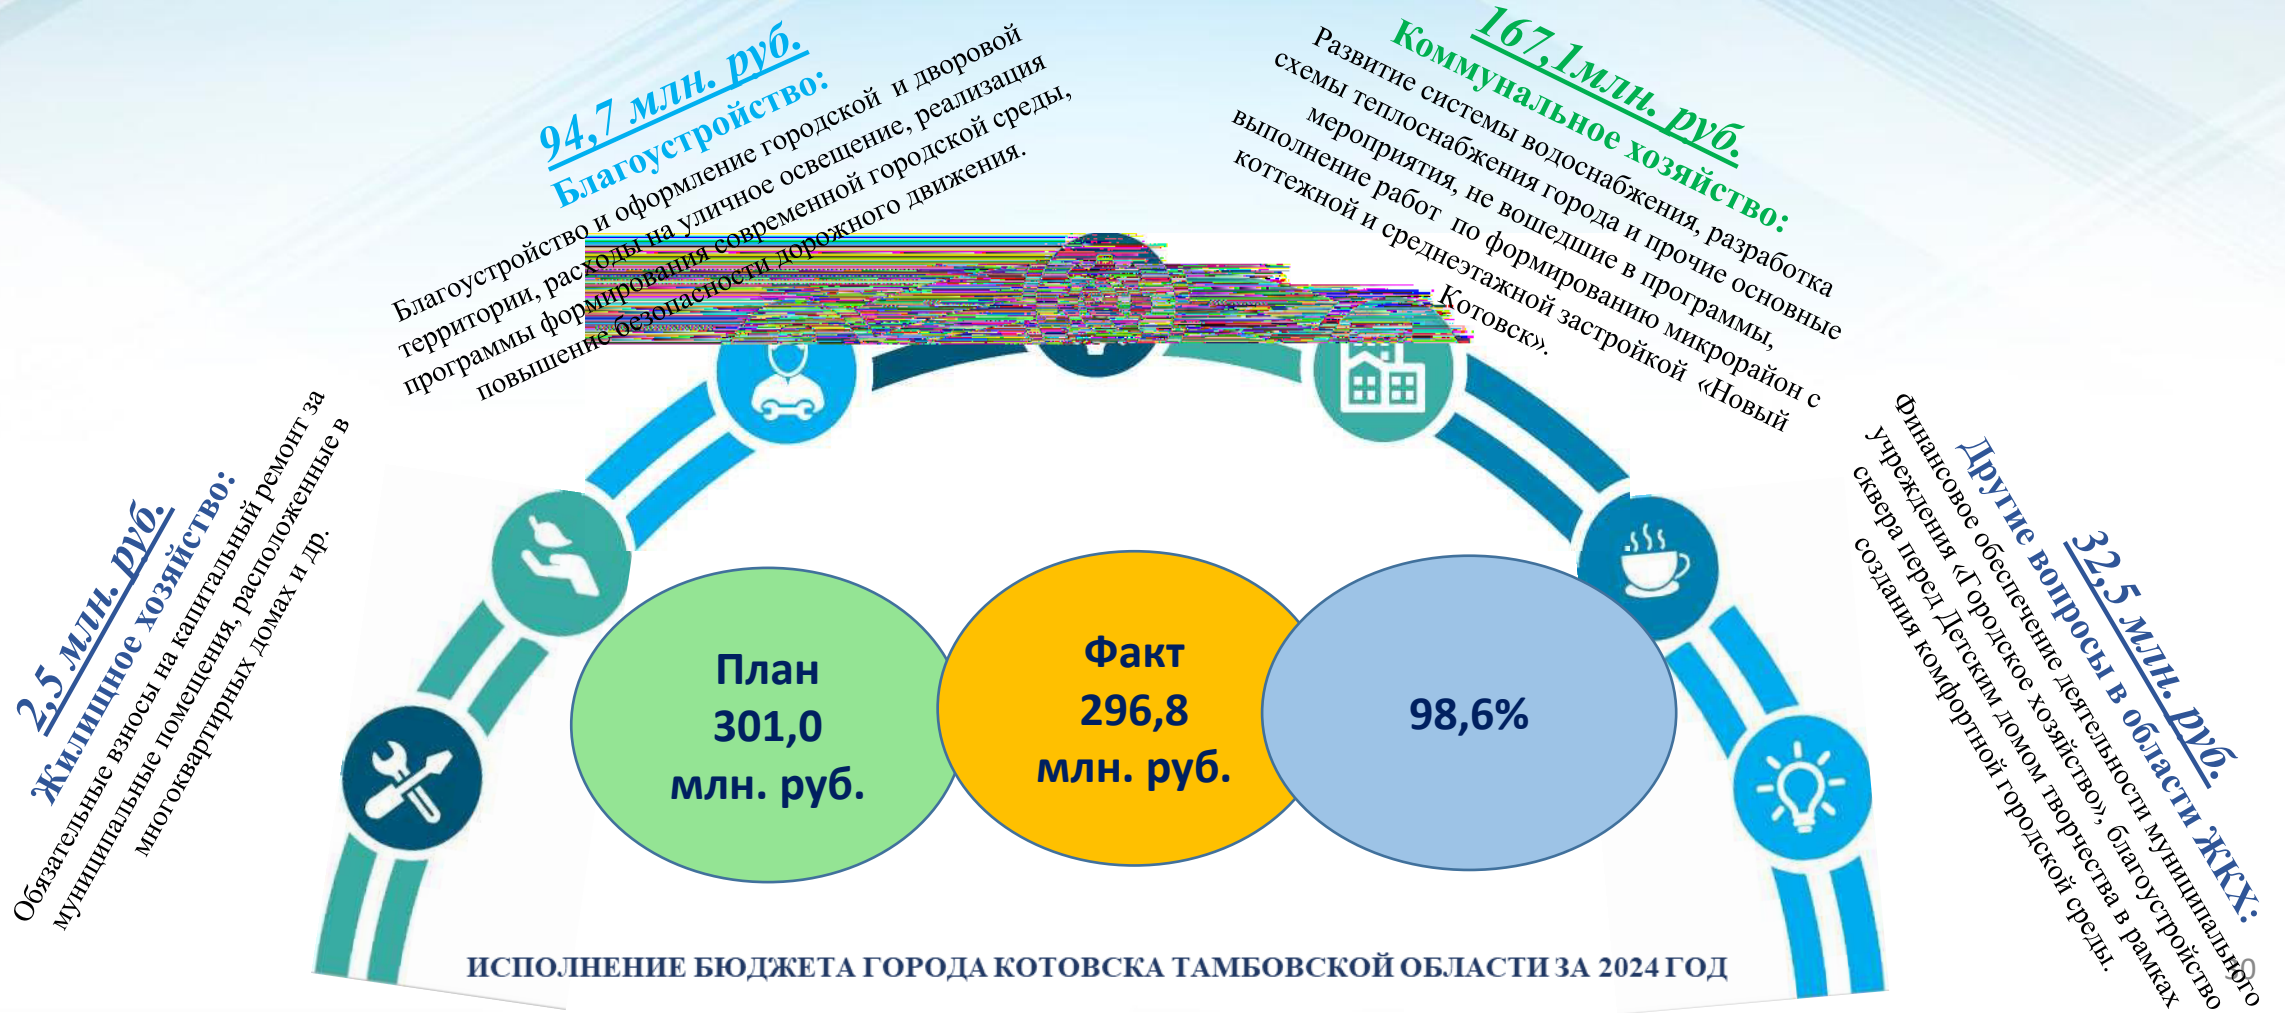 2,5 млн. руб.
Жилищное хозяйство:
Обязательные взносы на капитальный ремонт за
муниципальные помещения, расположенные в
многоквартирных домах и др.
94,7 млн. руб.
Благоустройство:
Благоустройство и оформление городской и дворовой
территории, расходы на уличное освещение, реализация
программы формирования современной городской среды,
повышение безопасности дорожного движения.
167,1млн. руб.
Коммунальное хозяйство:
Развитие системы водоснабжения, разработка
схемы теплоснабжения города и прочие основные
мероприятия, не вошедшие в программы,
выполнение работ по формированию микрорайон с
коттежной и среднеэтажной застройкой «Новый
Котовск».
32,5 млн. руб.
Другие вопросы в области ЖКХ:
Финансовое обеспечение деятельности муниципального
учреждения «Городское хозяйство», благоустройство
сквера перед Детским домом творчества в рамках
создания комфортной городской среды.
План
301,0
млн. руб.
Факт
296,8
млн. руб.
98,6%
ИСПОЛНЕНИЕ БЮДЖЕТА ГОРОДА КОТОВСКА ТАМБОВСКОЙ ОБЛАСТИ ЗА 2024 ГОД